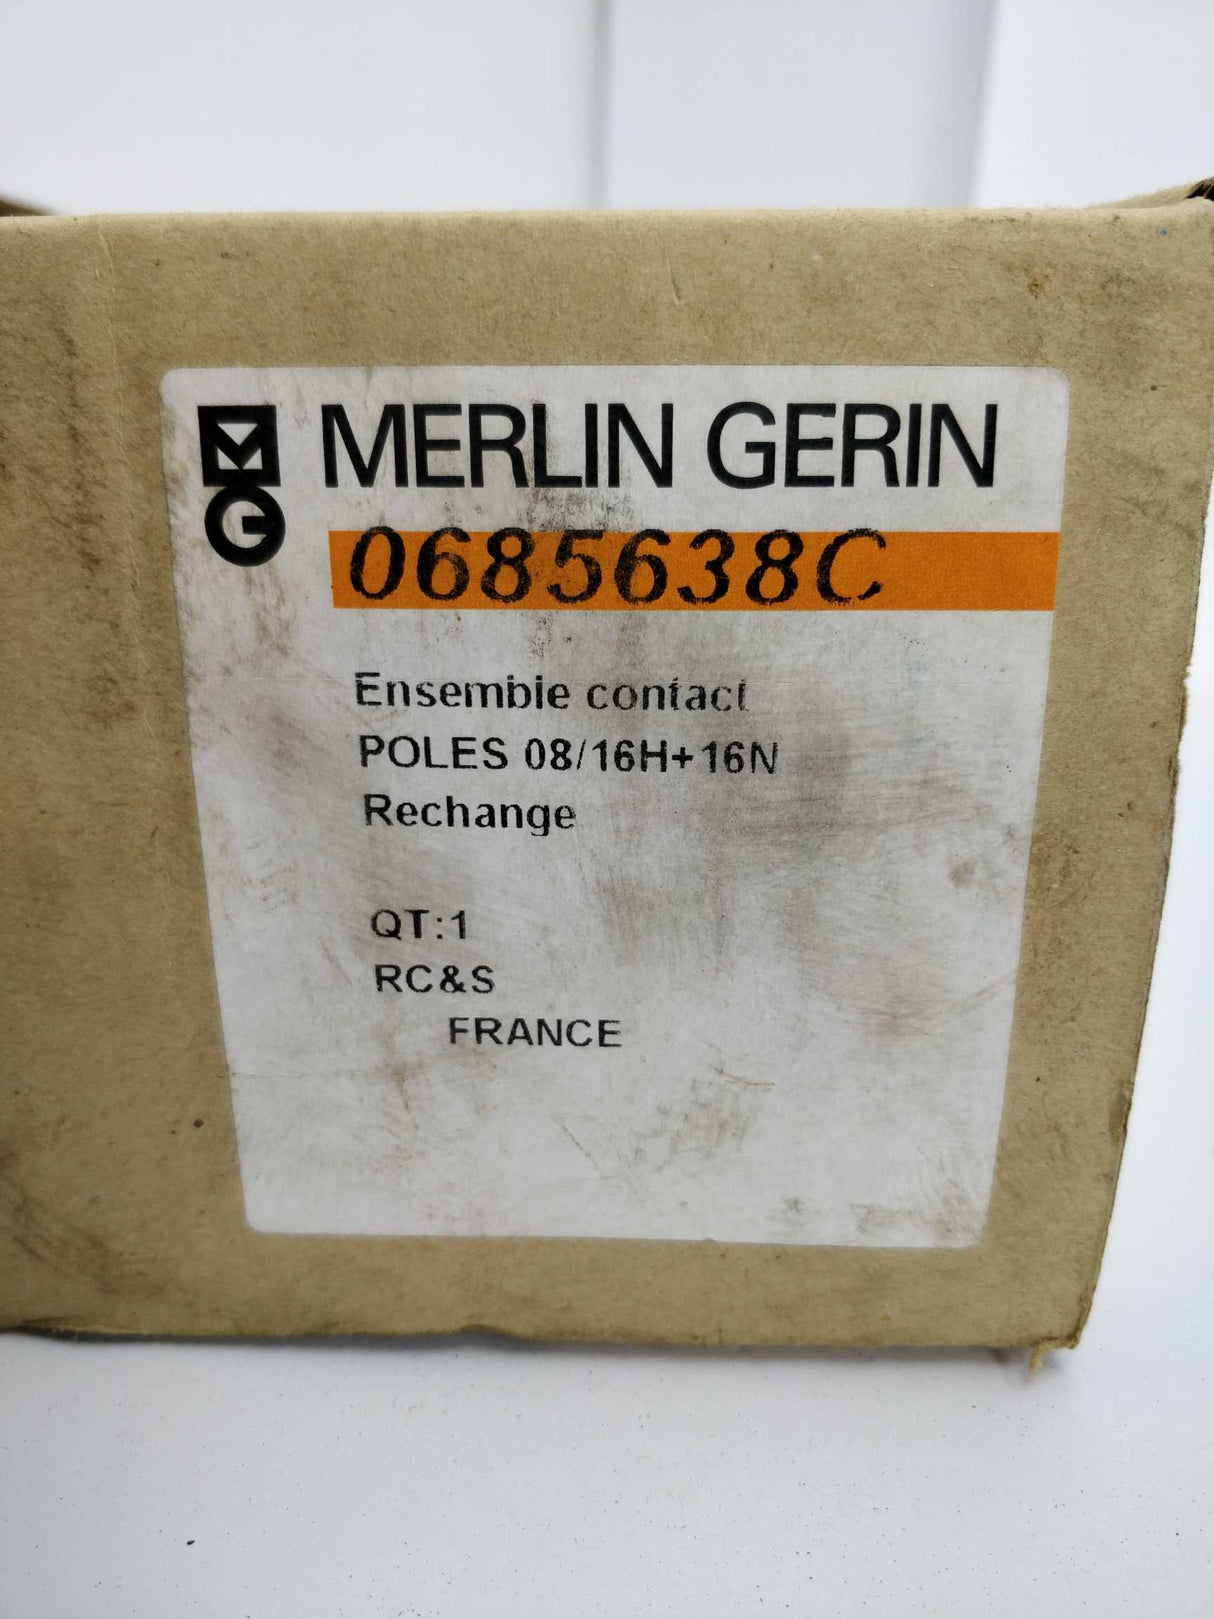 MERLIN GERIN
0685638C
Ensemble contact
POLES 08/16H+16N
Rechange
QT:1
RC&S
FRANCE